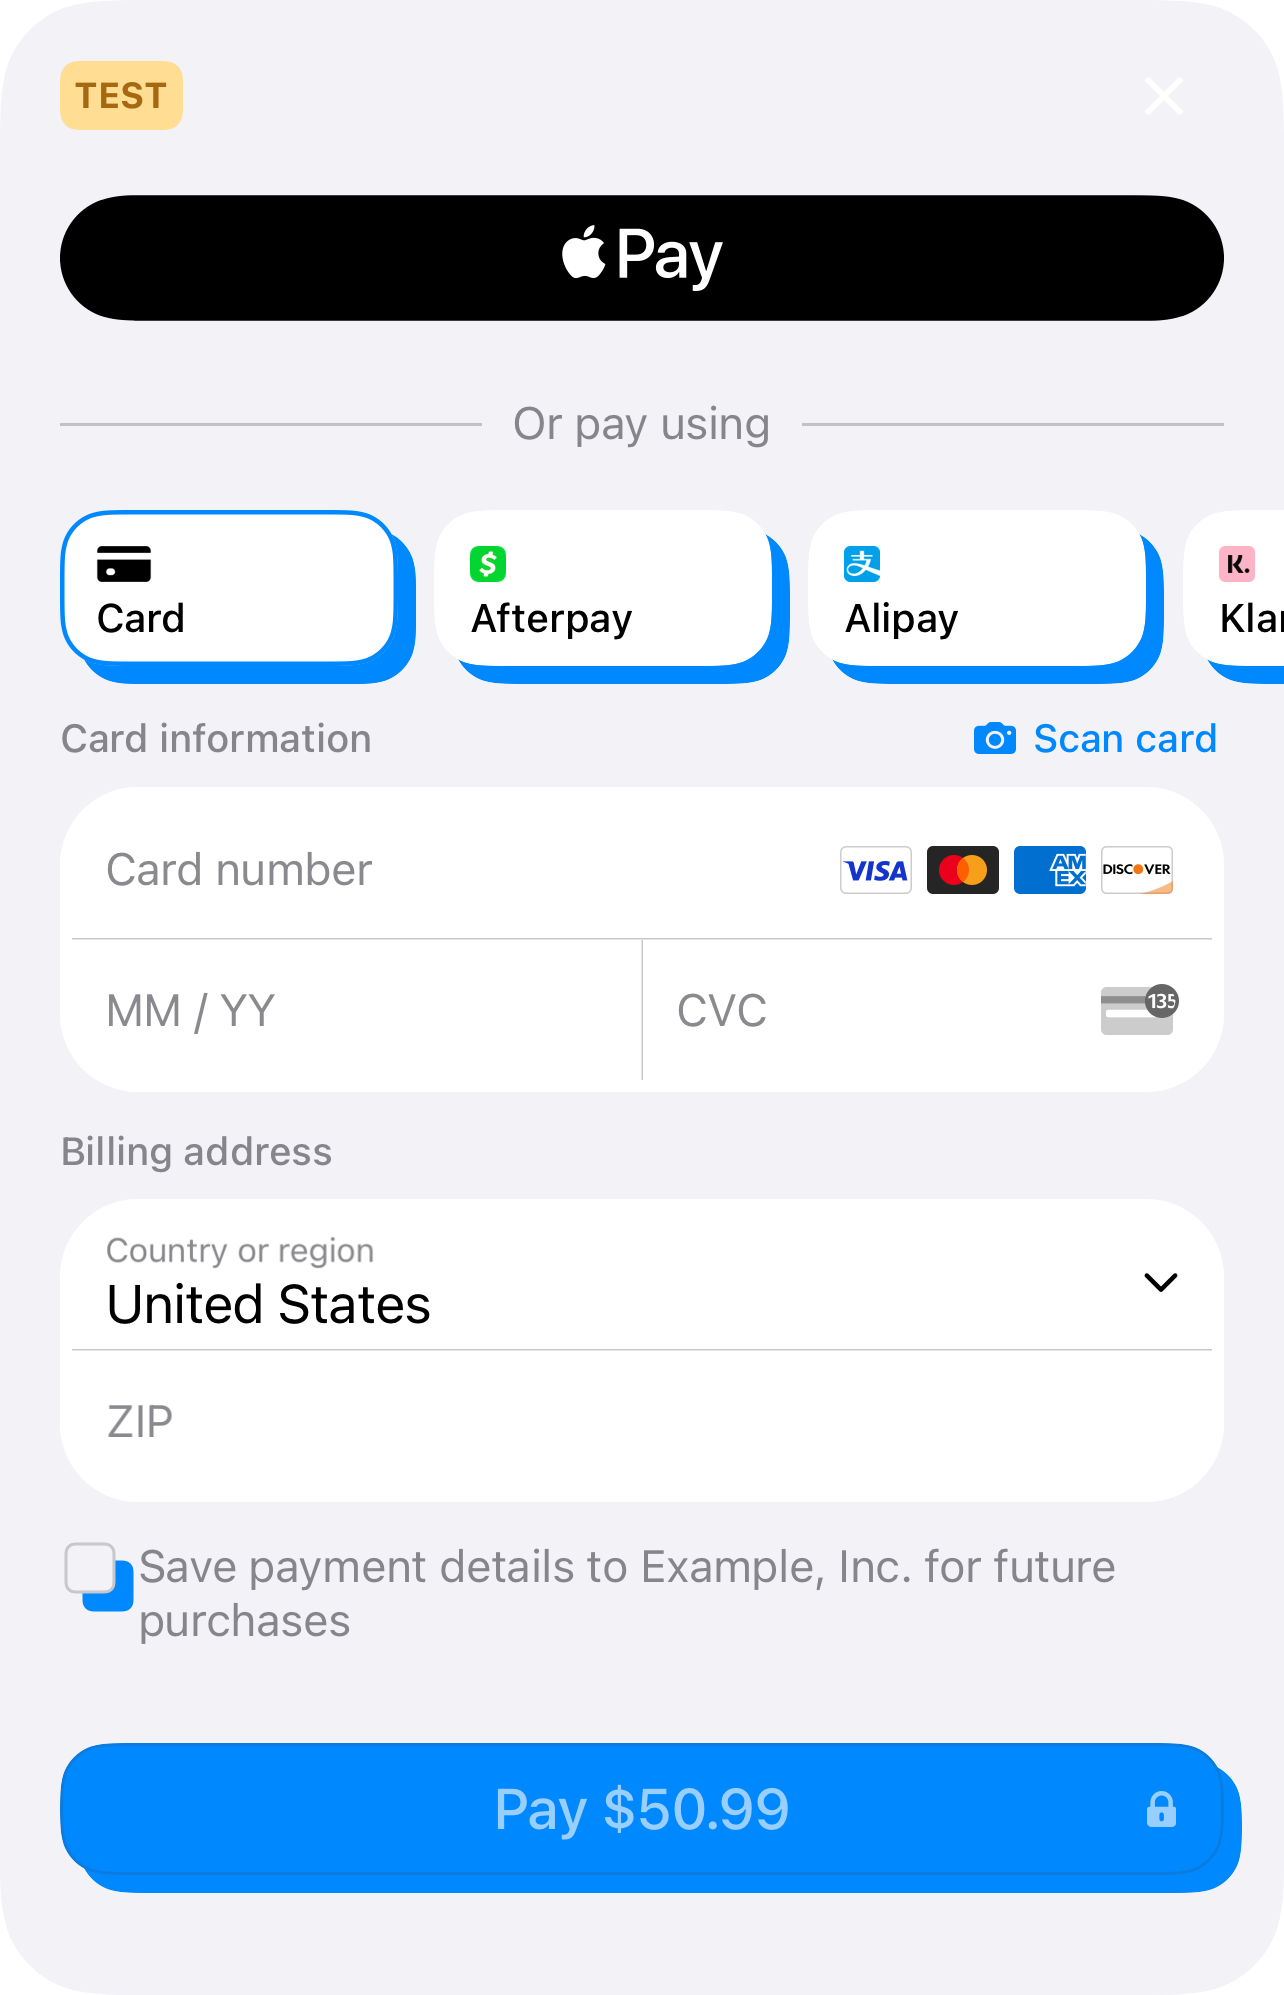 TEST
Pay
Or pay using
Card
Afterpay
Alipay
K.
Klar
Card information
Scan card
Card number
VISA
AM
EX
DISCOVER
MM / YY
CVC
135
Billing address
Country or region
United States
ZIP
Save payment details to Example, Inc. for future
purchases
Pay $50.99